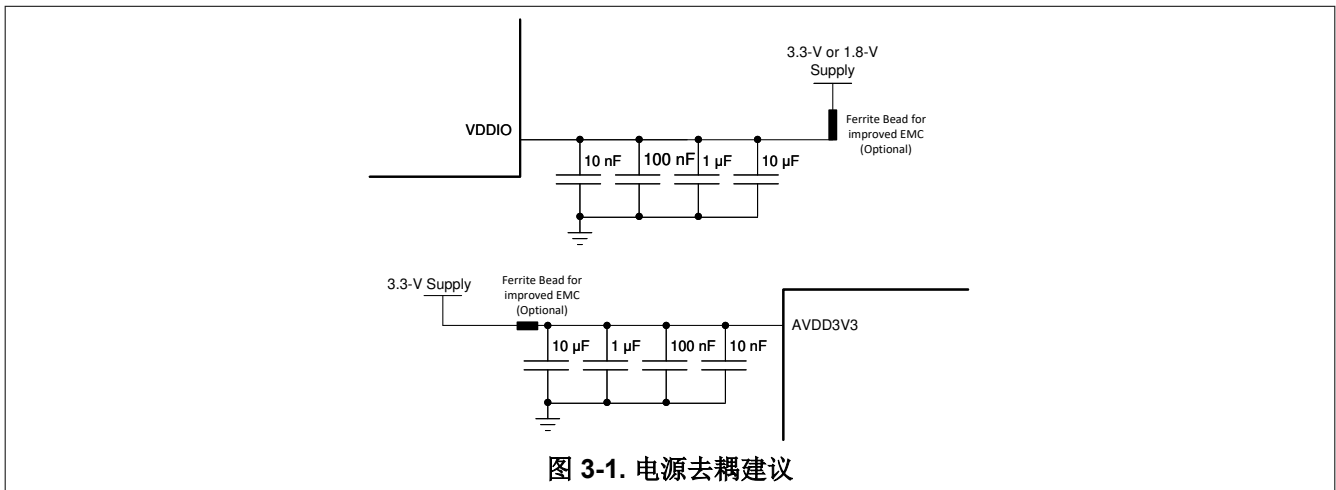 3.3-V or 1.8-V
Supply
VDDIO
Ferrite Bead for
improved EMC
(Optional)
10 nF 100 nF 1 µF 10 µF
3.3-V Supply
Ferrite Bead for
improved EMC
(Optional)
AVDD3V3
10 µF 1 µF 100 nF 10 nF
图 3-1. 电源去耦建议